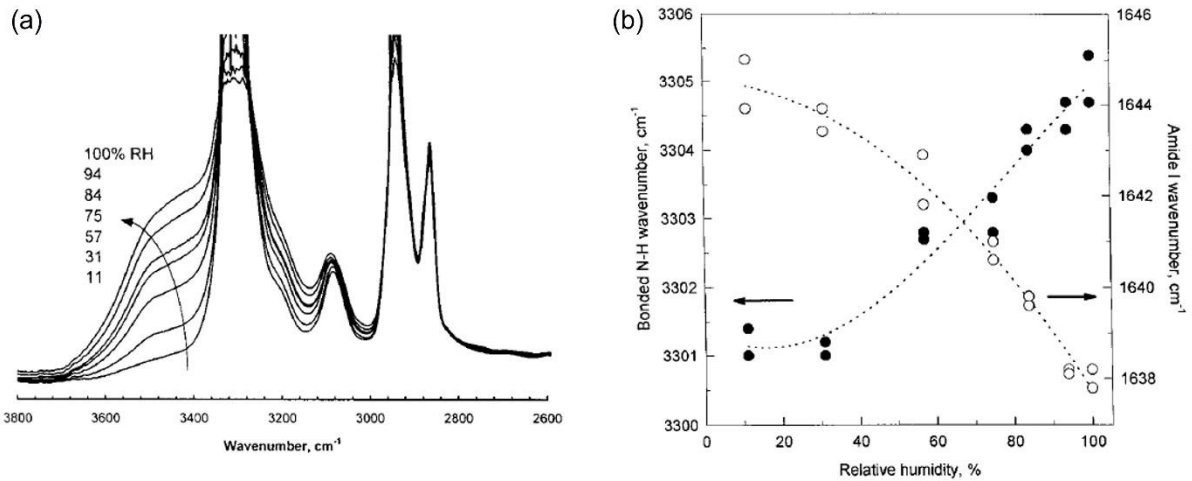 (a)
100% RH
94
84
75
57
31
11
3800 3600 3400 3200 3000 2800 2600
Wavenumber, cm-1
(b)
3306
3305
3304
3303
3302
3301
3300
Bonded N-H wavenumber, cm-1
1646
1644
1642
1640
1638
Amide I wavenumber, cm-1
0 20 40 60 80 100
Relative humidity, %